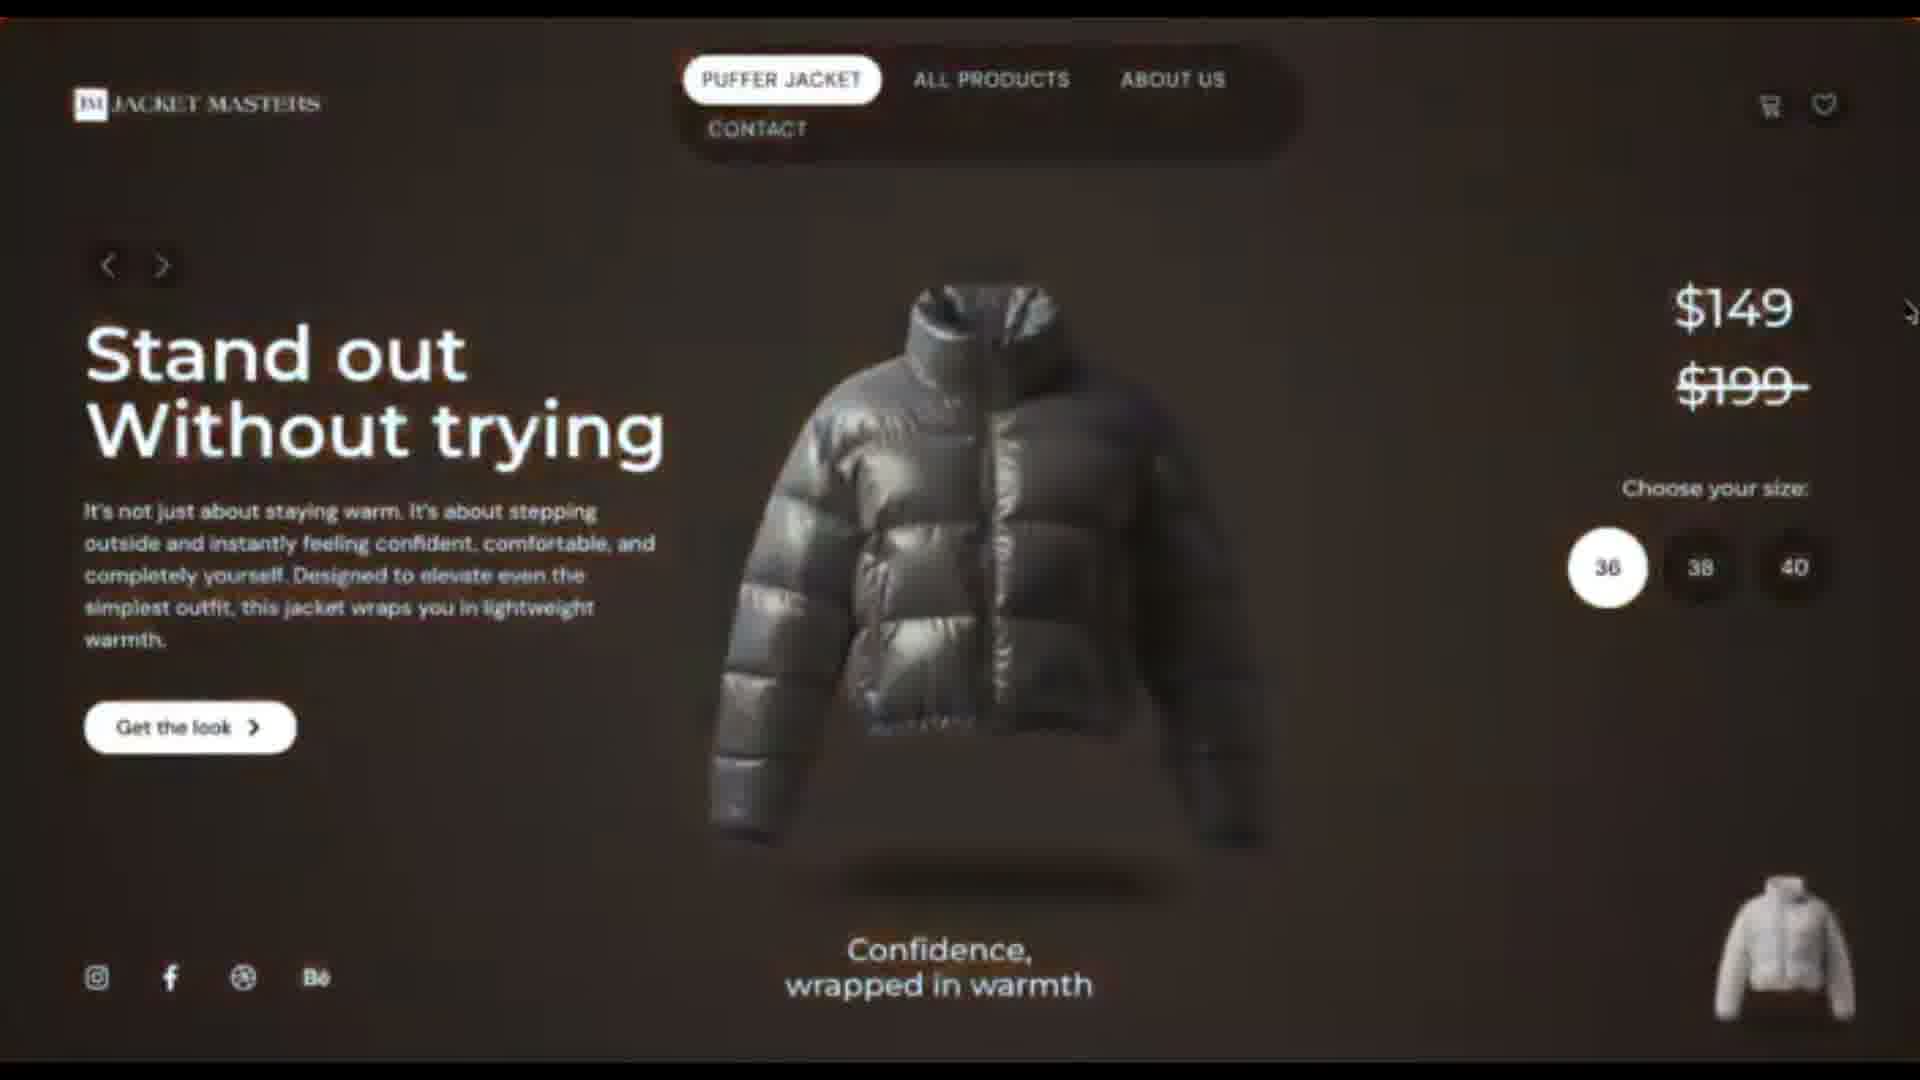 JM JACKET MASTERS
PUFFER JACKET ALL PRODUCTS ABOUT US
CONTACT
Stand out
Without trying
It's not just about staying warm. It's about stepping
outside and instantly feeling confident, comfortable, and
completely yourself. Designed to elevate even the
simplest outfit, this jacket wraps you in lightweight
warmth.
Get the look
$149
$199
Choose your size:
36 38 40
Confidence,
wrapped in warmth
Bē